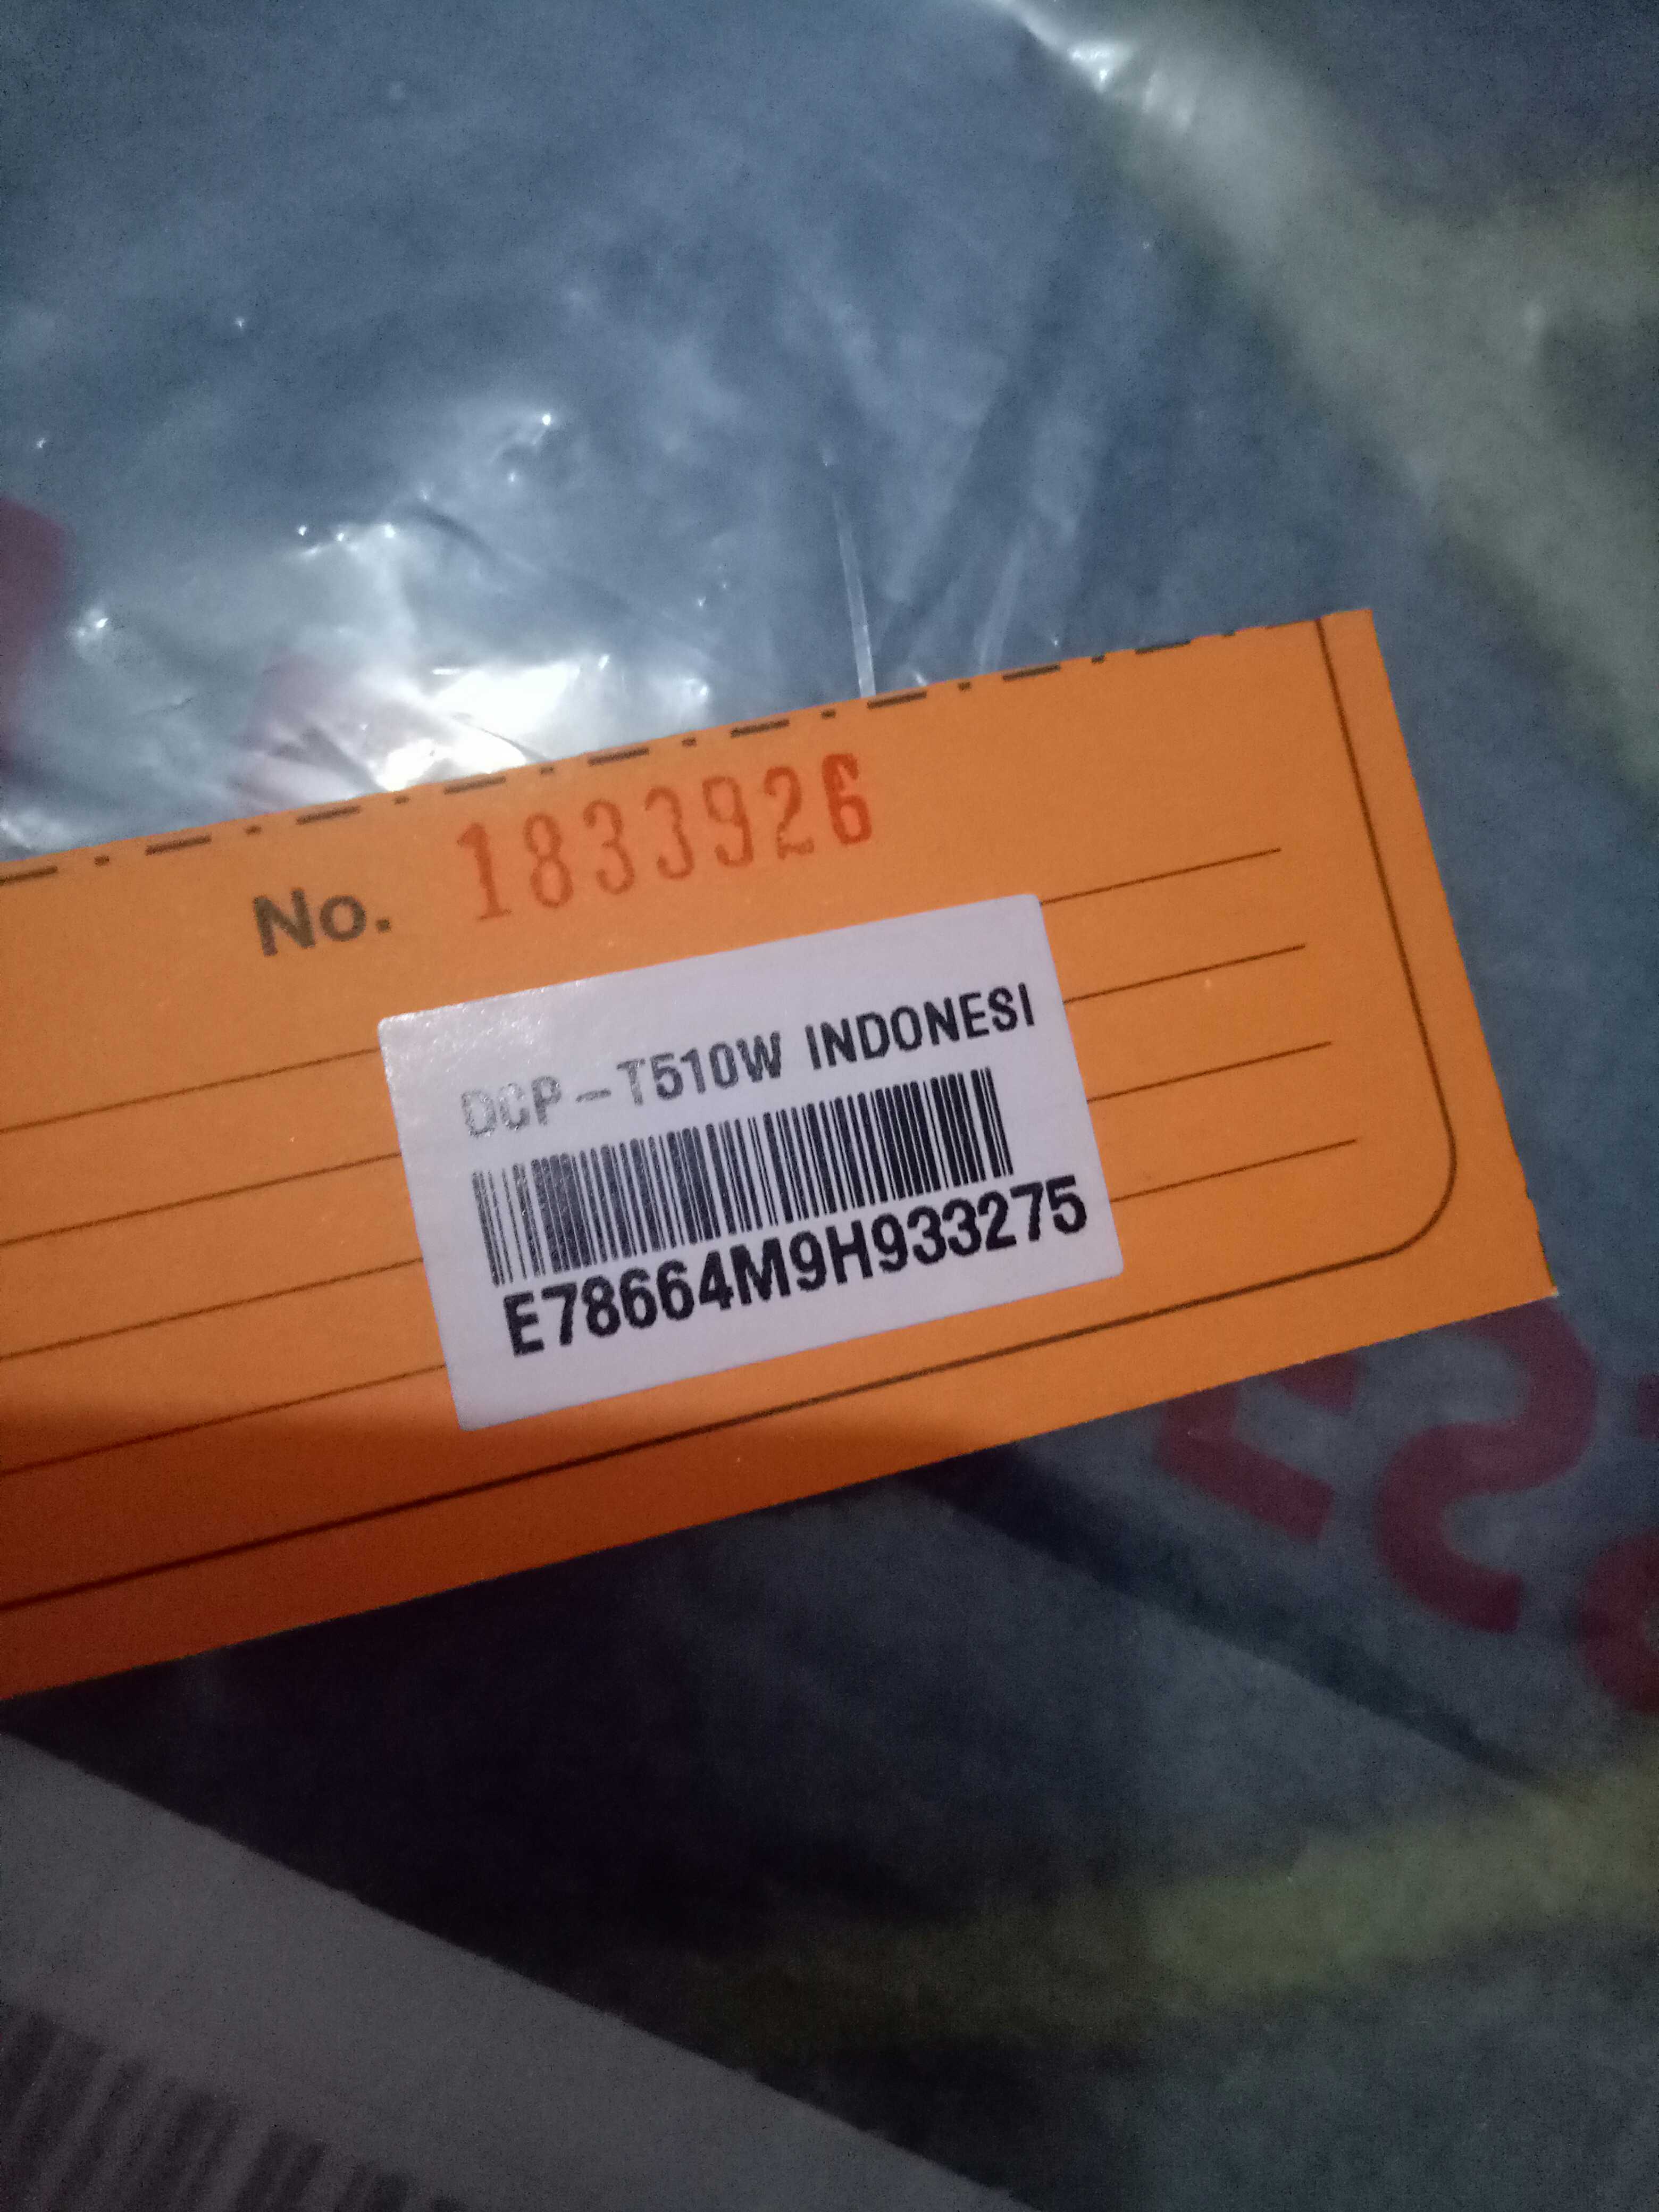 No. 1833926
DCP-T510W INDONESI
E78664M9H933275